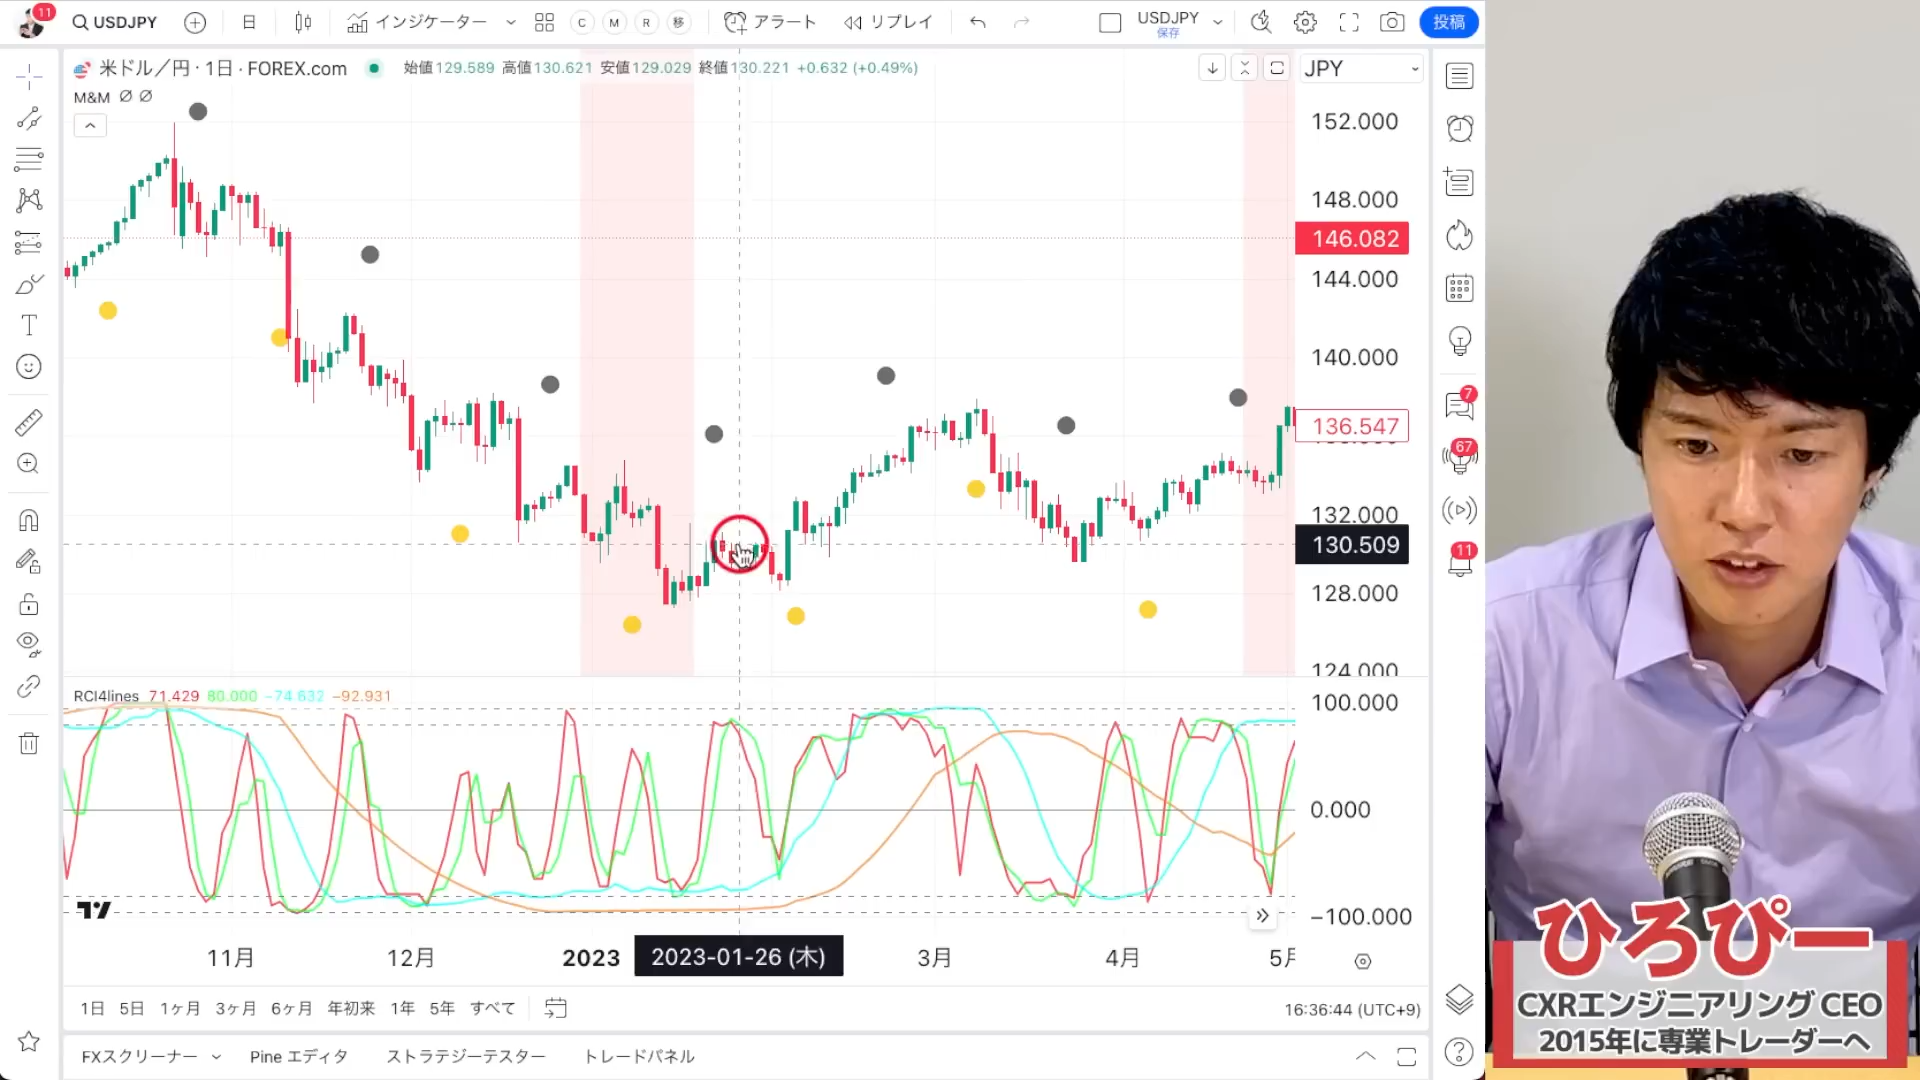 11
USDJPY
日
インジケーター
C
M
R
移
アラート
リプレイ
USDJPY
保存
投稿
米ドル／円 · 1日 · FOREX.com
始値129.589 高値130.621 安値129.029 終値130.221 +0.632 (+0.49%)
JPY
M&M
152.000
148.000
146.082
144.000
140.000
136.547
132.000
130.509
128.000
124.000
7
67
11
RCI4lines 71.429 80.000 −74.632 −92.931
100.000
0.000
−100.000
11月
12月
2023
2023-01-26 (木)
3月
4月
5月
1日
5日
1ヶ月
3ヶ月
6ヶ月
年初来
1年
5年
すべて
16:36:44 (UTC+9)
FXスクリーナー
Pine エディタ
ストラテジーテスター
トレードパネル
ひろぴー
CXRエンジニアリング CEO
2015年に専業トレーダーへ